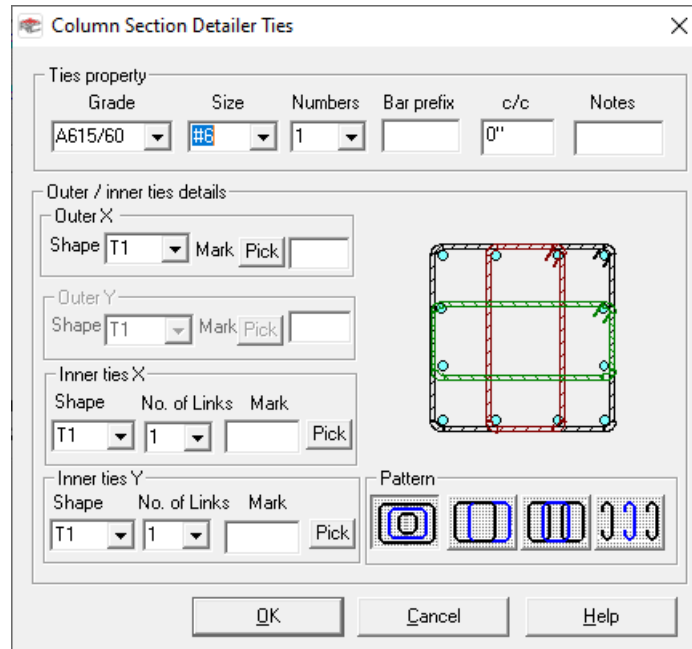 Column Section Detailer Ties
Ties property
Grade Size Numbers Bar prefix c/c Notes
A615/60 #6 1 0"
Outer / inner ties details
Outer X
Shape T1 Mark Pick
Outer Y
Shape T1 Mark Pick
Inner ties X
Shape No. of Links Mark
T1 1 Pick
Inner ties Y
Shape No. of Links Mark
T1 1 Pick
Pattern
OK Cancel Help